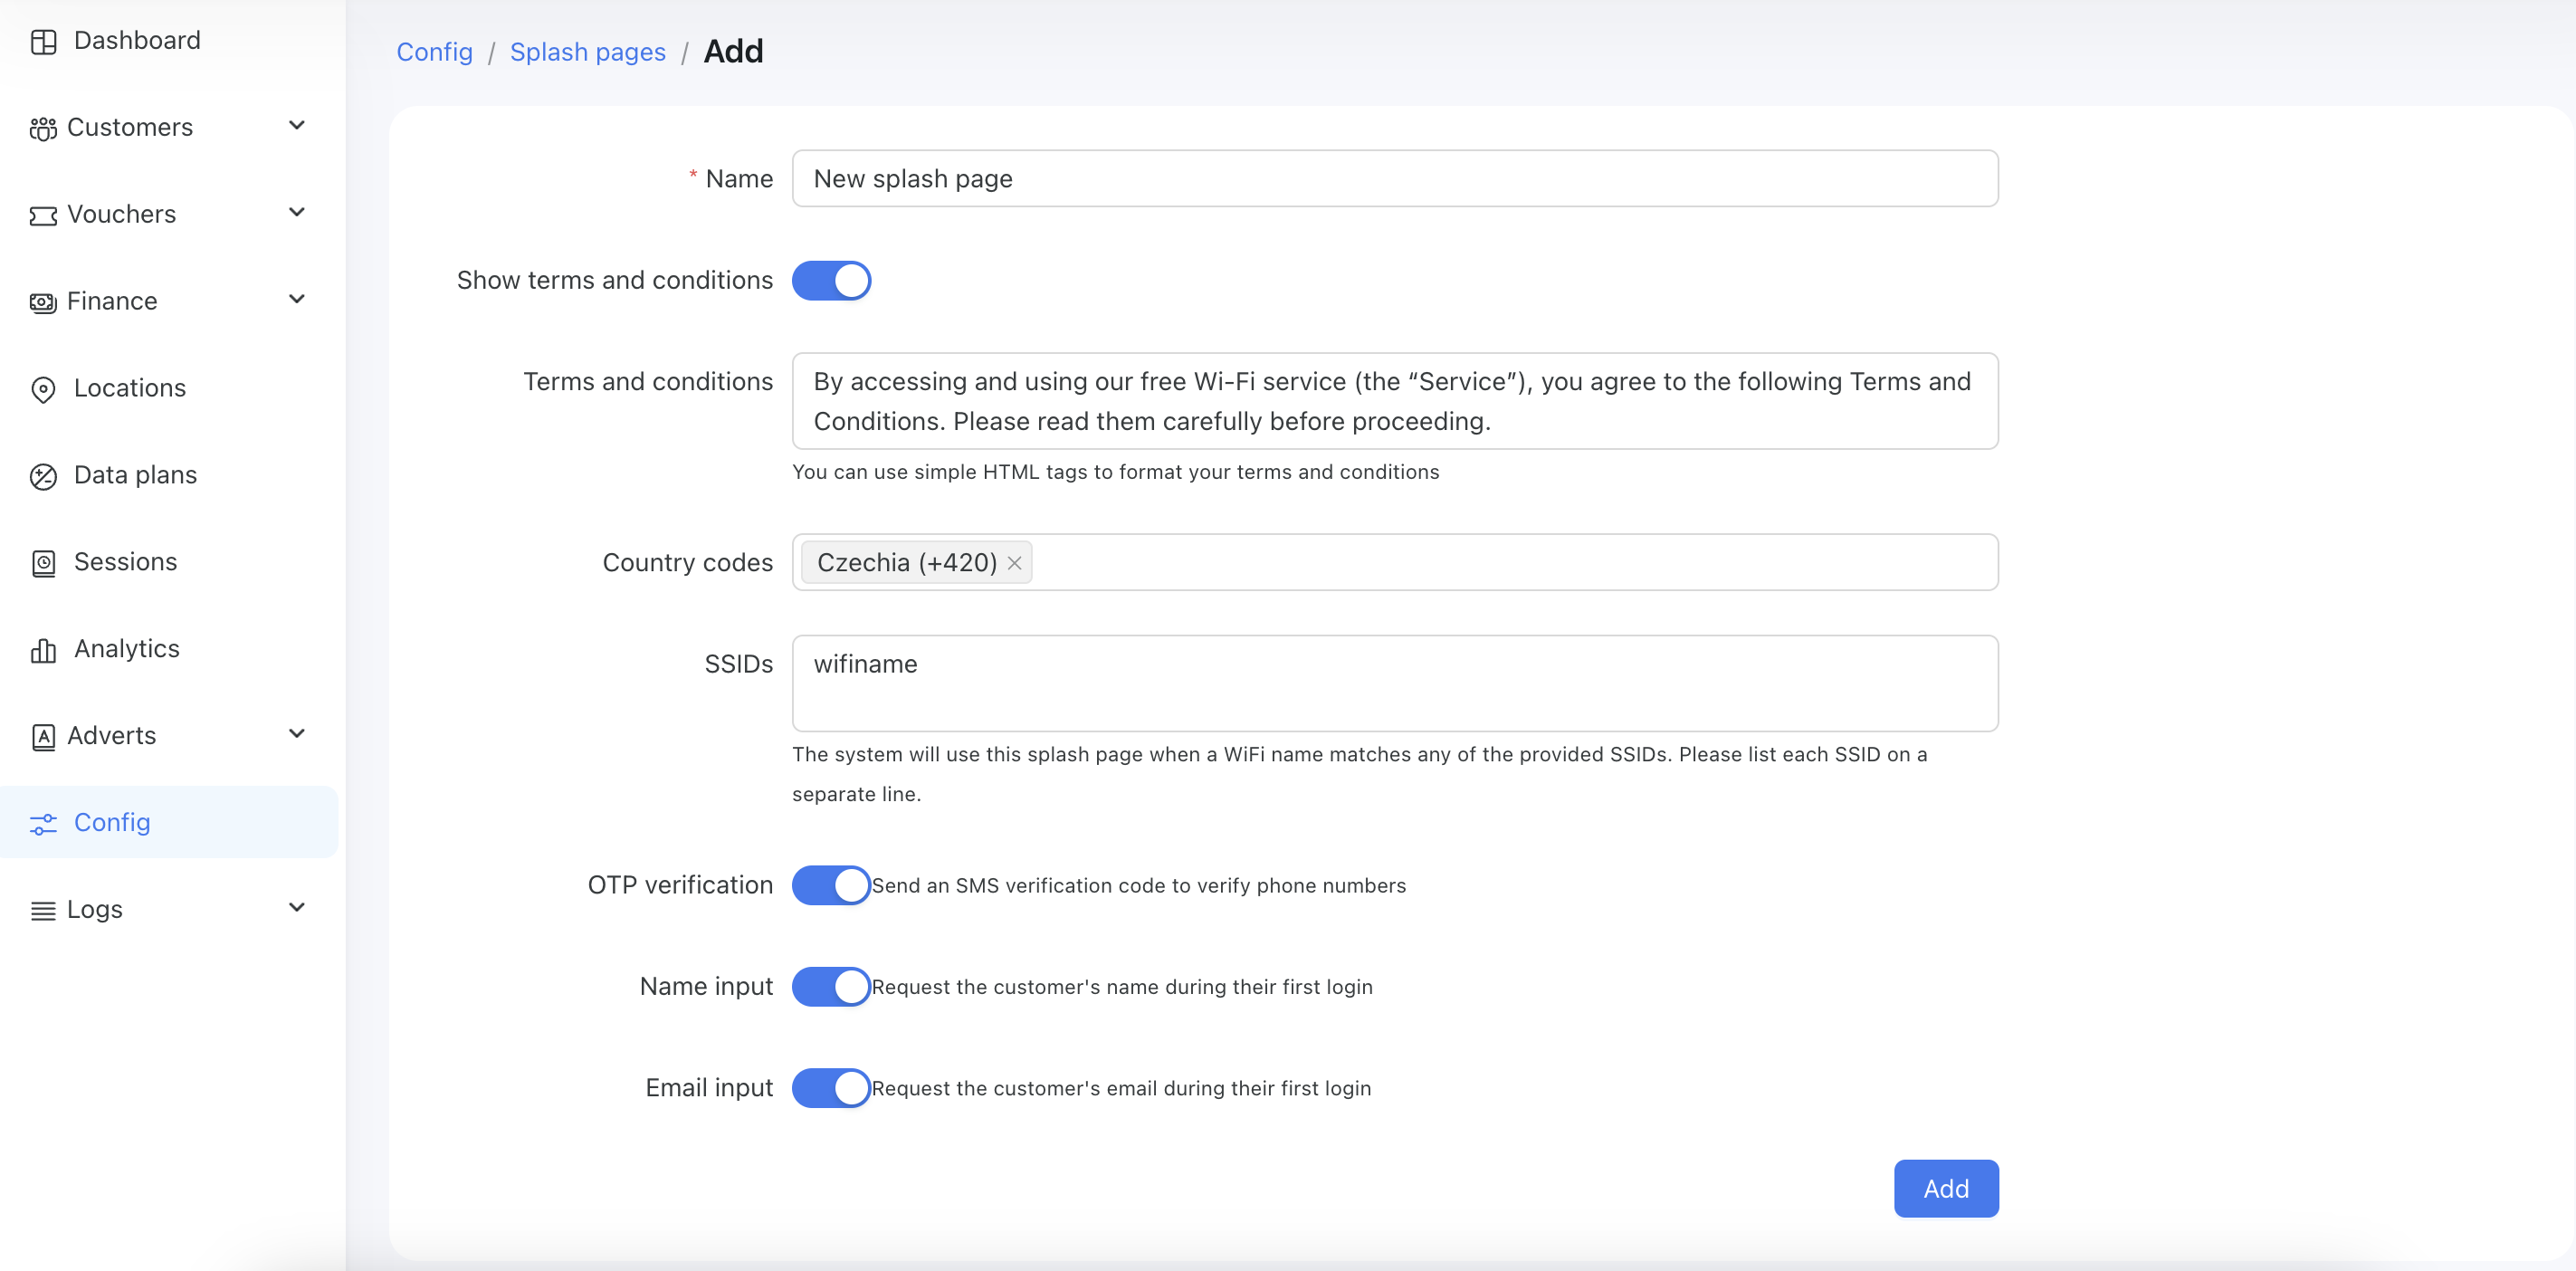 Dashboard
Customers
Vouchers
Finance
Locations
Data plans
Sessions
Analytics
Adverts
Config
Logs
Config / Splash pages / Add
* Name
New splash page
Show terms and conditions
Terms and conditions
By accessing and using our free Wi-Fi service (the “Service”), you agree to the following Terms and
Conditions. Please read them carefully before proceeding.
You can use simple HTML tags to format your terms and conditions
Country codes
Czechia (+420)
SSIDs
wifiname
The system will use this splash page when a WiFi name matches any of the provided SSIDs. Please list each SSID on a
separate line.
OTP verification
Send an SMS verification code to verify phone numbers
Name input
Request the customer's name during their first login
Email input
Request the customer's email during their first login
Add